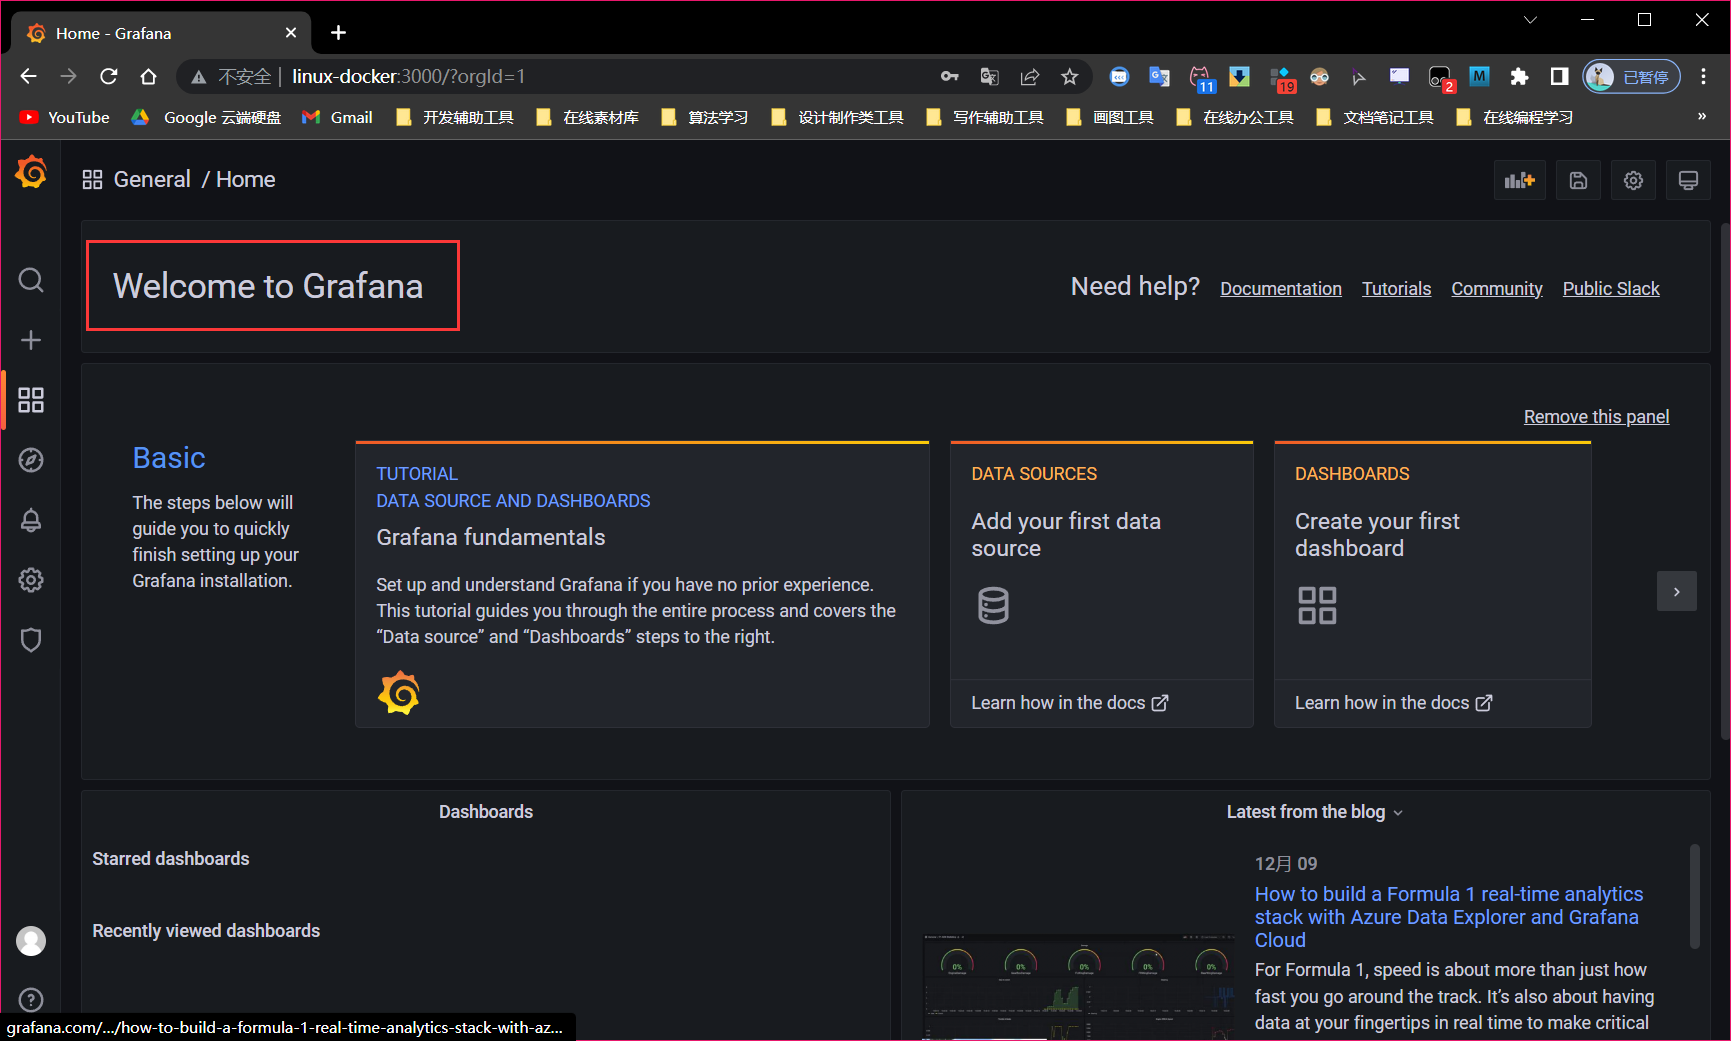 Home - Grafana
不安全 | linux-docker:3000/?orgId=1
11
19
2
M
已暂停
YouTube
Google 云端硬盘
Gmail
开发辅助工具
在线素材库
算法学习
设计制作类工具
写作辅助工具
画图工具
在线办公工具
文档笔记工具
在线编程学习
»
General / Home
Welcome to Grafana
Need help?
Documentation
Tutorials
Community
Public Slack
Remove this panel
Basic
The steps below will
guide you to quickly
finish setting up your
Grafana installation.
TUTORIAL
DATA SOURCE AND DASHBOARDS
Grafana fundamentals
Set up and understand Grafana if you have no prior experience.
This tutorial guides you through the entire process and covers the
“Data source” and “Dashboards” steps to the right.
DATA SOURCES
Add your first data
source
Learn how in the docs
DASHBOARDS
Create your first
dashboard
Learn how in the docs
Dashboards
Starred dashboards
Recently viewed dashboards
Latest from the blog
12月 09
How to build a Formula 1 real-time analytics
stack with Azure Data Explorer and Grafana
Cloud
For Formula 1, speed is about more than just how
fast you go around the track. It’s also about having
data at your fingertips in real time to make critical
0%
0%
0%
0%
0%
grafana.com/.../how-to-build-a-formula-1-real-time-analytics-stack-with-az...